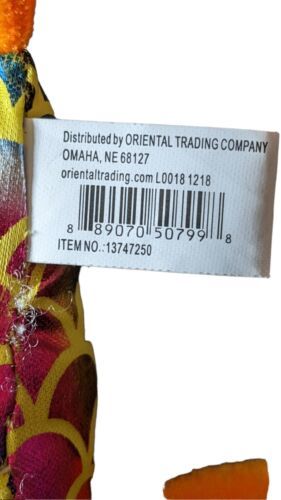 Distributed by ORIENTAL TRADING COMPANY
OMAHA, NE 68127
orientaltrading.com L0018 1218
8 89070 50799 8
ITEM NO.:13747250